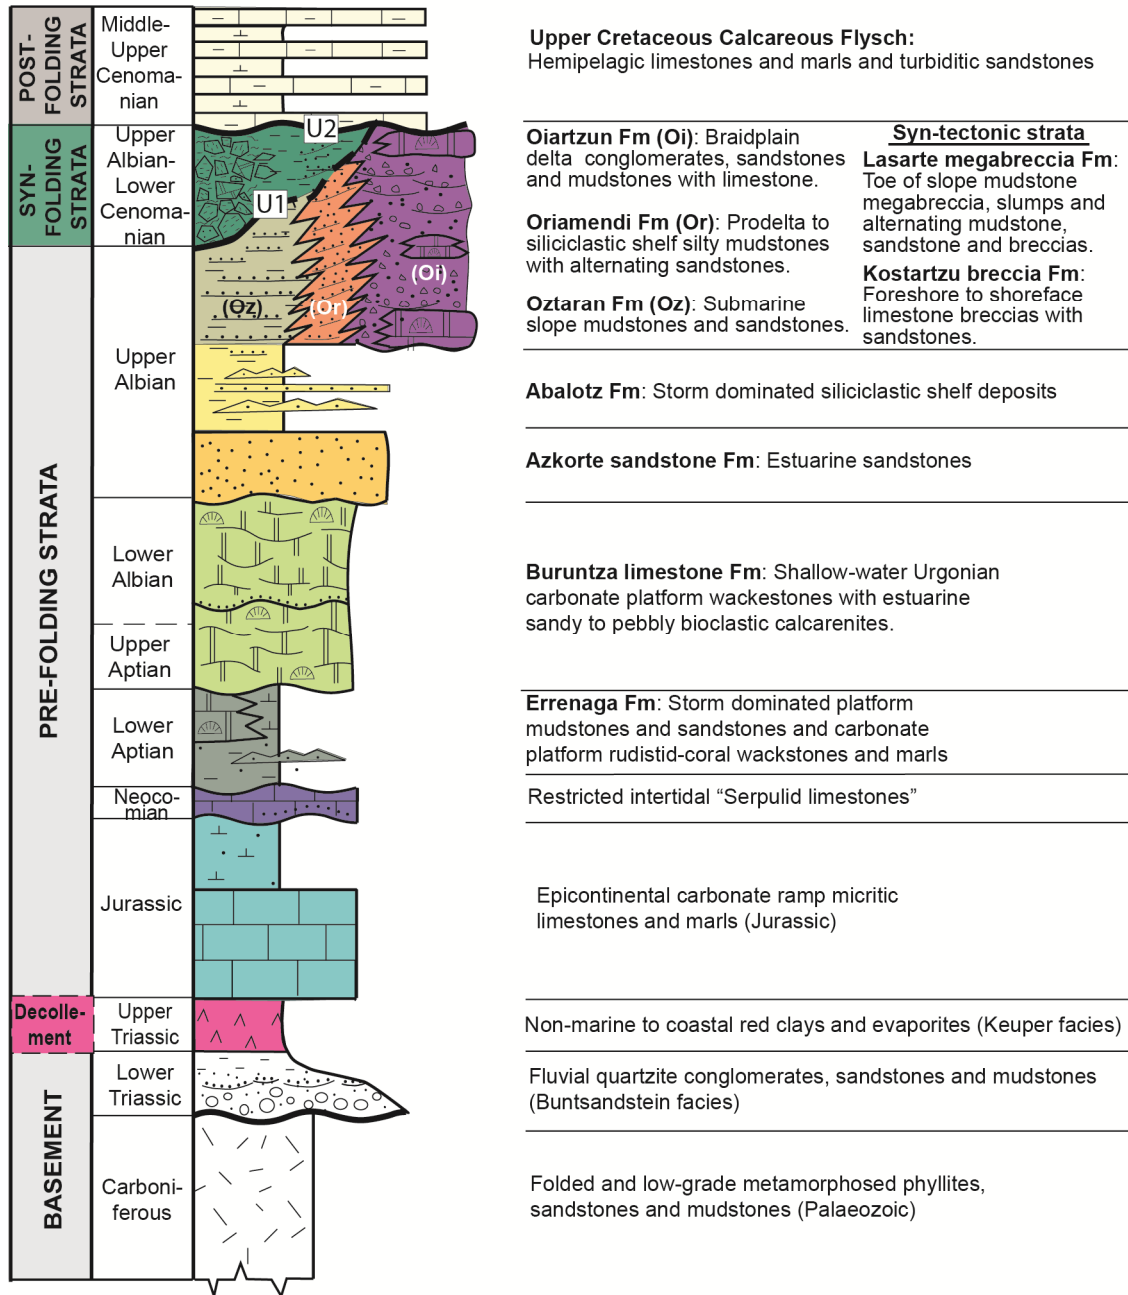 POST-
FOLDING
STRATA
SYN-
FOLDING
STRATA
PRE-FOLDING STRATA
Decolle-
ment
BASEMENT
Middle-
Upper
Cenoma-
nian
Upper
Albian-
Lower
Cenoma-
nian
Upper
Albian
Lower
Albian
Upper
Aptian
Lower
Aptian
Neoco-
mian
Jurassic
Upper
Triassic
Lower
Triassic
Carboni-
ferous
U2
U1
(Oz)
(Or)
(Oi)
Upper Cretaceous Calcareous Flysch:
Hemipelagic limestones and marls and turbiditic sandstones
Oiartzun Fm (Oi): Braidplain
delta conglomerates, sandstones
and mudstones with limestone.
Oriamendi Fm (Or): Prodelta to
siliciclastic shelf silty mudstones
with alternating sandstones.
Oztaran Fm (Oz): Submarine
slope mudstones and sandstones.
Syn-tectonic strata
Lasarte megabreccia Fm:
Toe of slope mudstone
megabreccia, slumps and
alternating mudstone,
sandstone and breccias.
Kostartzu breccia Fm:
Foreshore to shoreface
limestone breccias with
sandstones.
Abalotz Fm: Storm dominated siliciclastic shelf deposits
Azkorte sandstone Fm: Estuarine sandstones
Buruntza limestone Fm: Shallow-water Urgonian
carbonate platform wackestones with estuarine
sandy to pebbly bioclastic calcarenites.
Errenaga Fm: Storm dominated platform
mudstones and sandstones and carbonate
platform rudistid-coral wackstones and marls
Restricted intertidal “Serpulid limestones”
Epicontinental carbonate ramp micritic
limestones and marls (Jurassic)
Non-marine to coastal red clays and evaporites (Keuper facies)
Fluvial quartzite conglomerates, sandstones and mudstones
(Buntsandstein facies)
Folded and low-grade metamorphosed phyllites,
sandstones and mudstones (Palaeozoic)